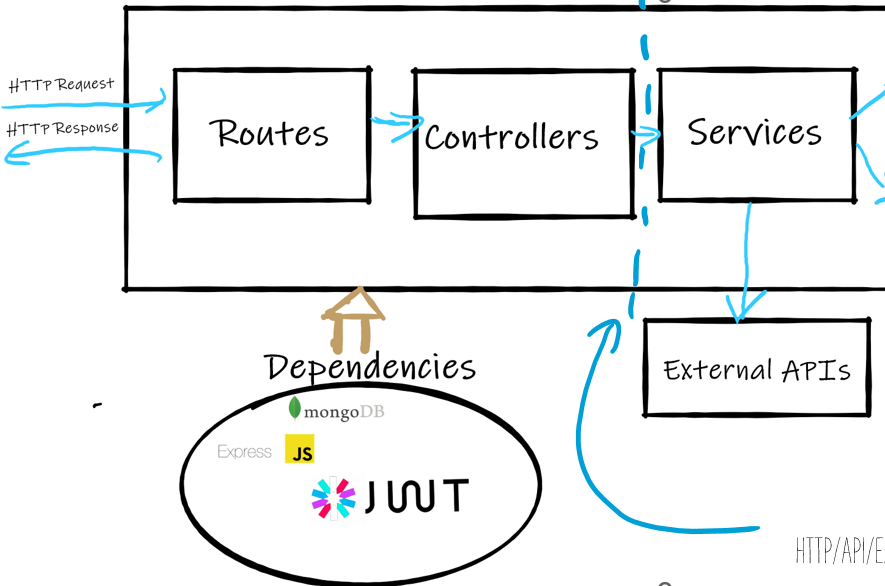 HTTP Request
HTTP Response
Routes
Controllers
Services
External APIs
Dependencies
mongoDB
Express
JS
JWT
HTTP/API/E